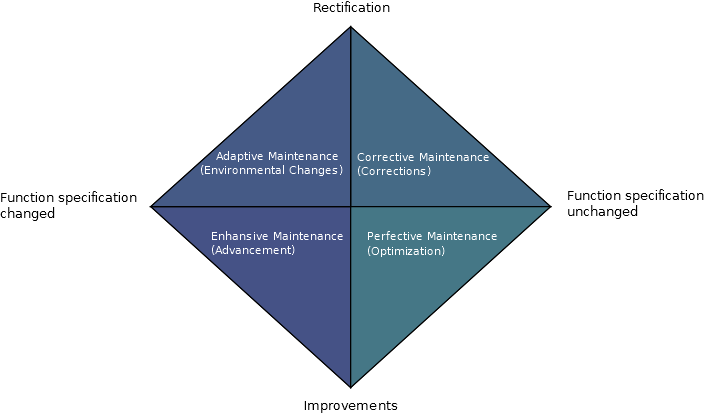 Rectification
Adaptive Maintenance
(Environmental Changes)
Corrective Maintenance
(Corrections)
Function specification
changed
Function specification
unchanged
Enhansive Maintenance
(Advancement)
Perfective Maintenance
(Optimization)
Improvements